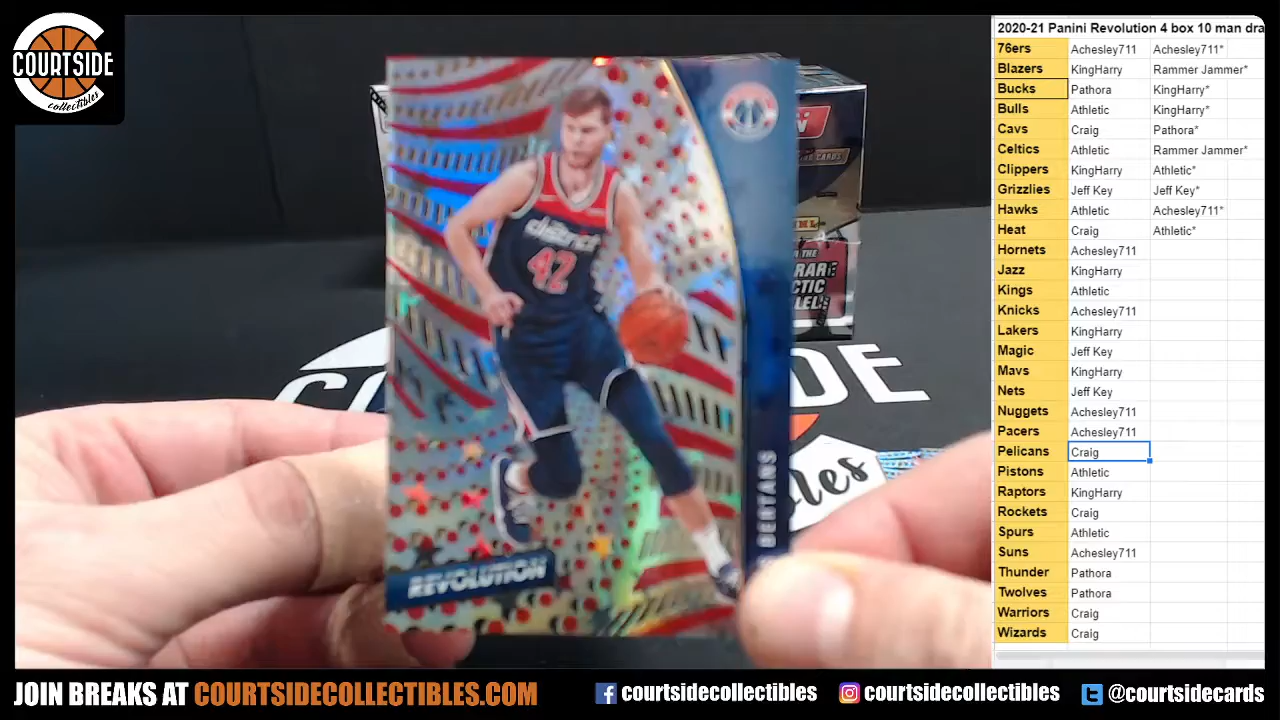 COURTSIDE
collectibles
district
42
BERTANS
REVOLUTION
RARE
2020-21 Panini Revolution 4 box 10 man dra
76ers Achesley711 Achesley711*
Blazers KingHarry Rammer Jammer*
Bucks Pathora KingHarry*
Bulls Athletic KingHarry*
Cavs Craig Pathora*
Celtics Athletic Rammer Jammer*
Clippers KingHarry Athletic*
Grizzlies Jeff Key Jeff Key*
Hawks Athletic Achesley711*
Heat Craig Athletic*
Hornets Achesley711
Jazz KingHarry
Kings Athletic
Knicks Achesley711
Lakers KingHarry
Magic Jeff Key
Mavs KingHarry
Nets Jeff Key
Nuggets Achesley711
Pacers Achesley711
Pelicans Craig
Pistons Athletic
Raptors KingHarry
Rockets Craig
Spurs Athletic
Suns Achesley711
Thunder Pathora
Twolves Pathora
Warriors Craig
Wizards Craig
JOIN BREAKS AT COURTSIDECOLLECTIBLES.COM
courtsidecollectibles
courtsidecollectibles
@courtsidecards